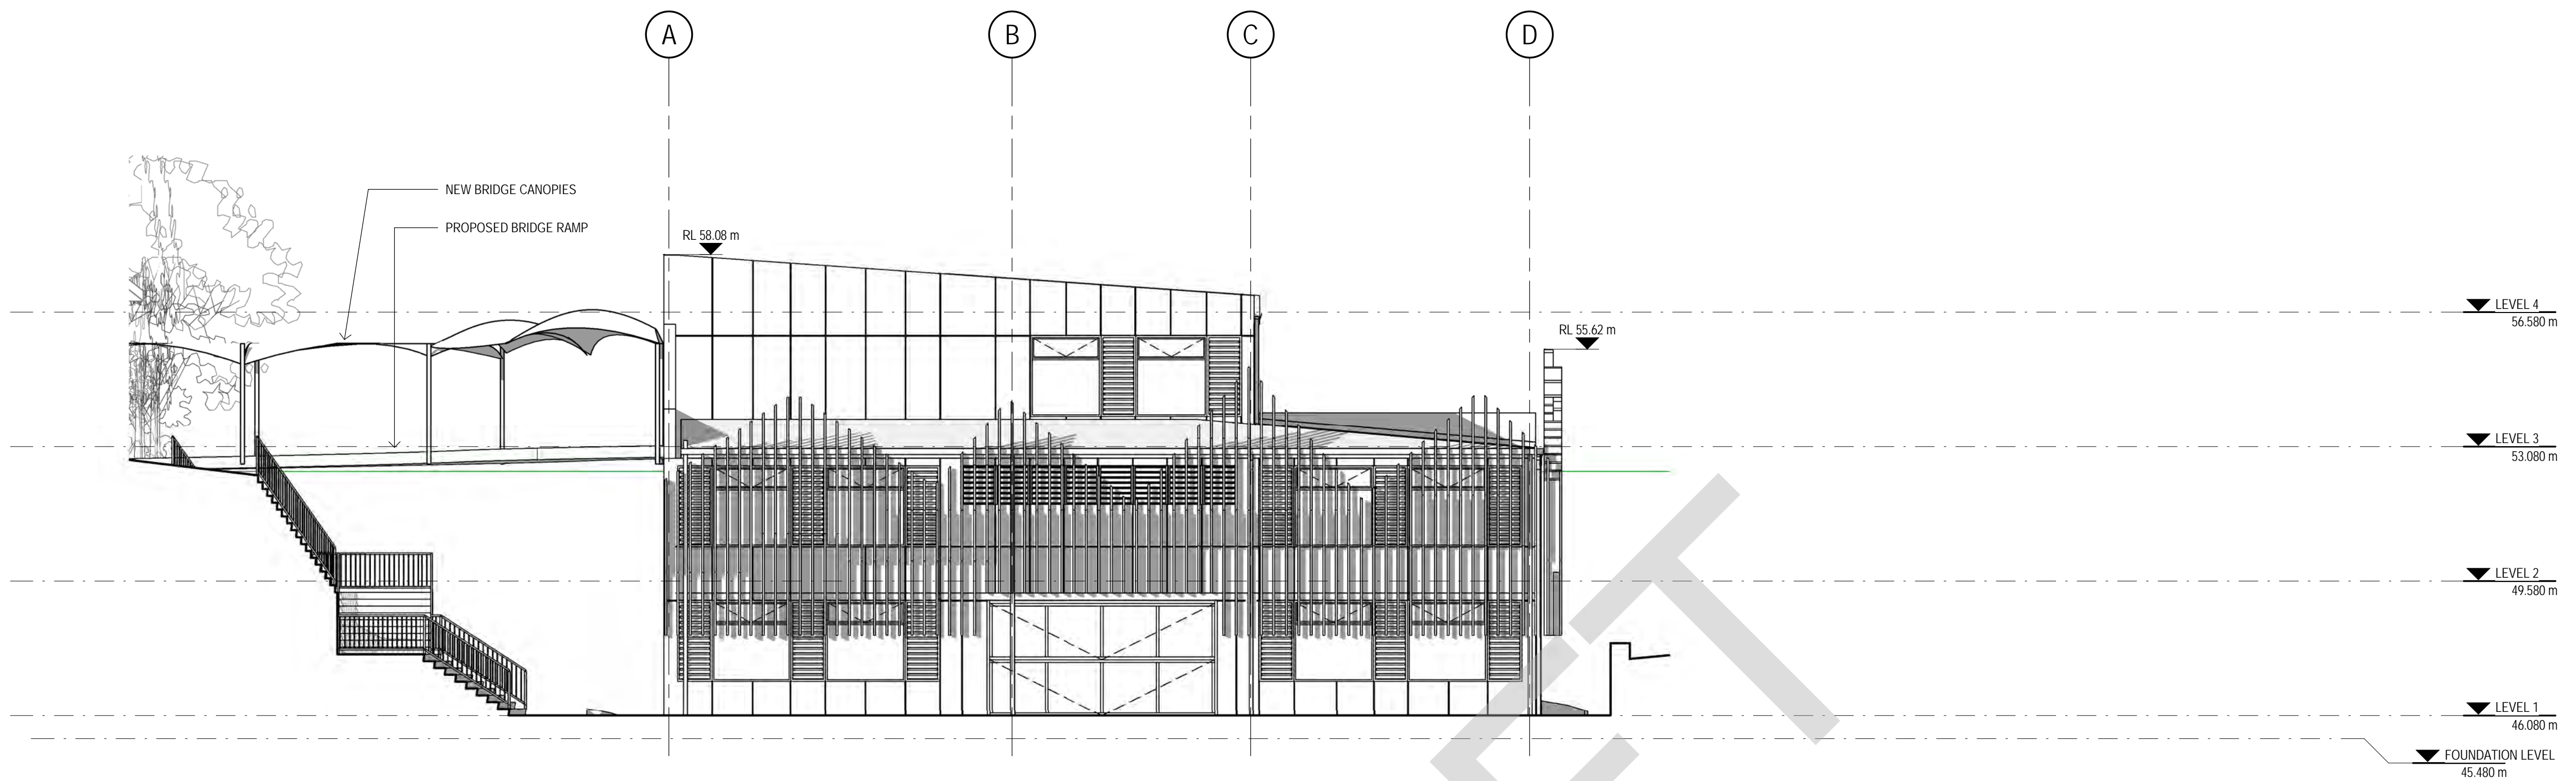 A
B
C
D
NEW BRIDGE CANOPIES
PROPOSED BRIDGE RAMP
RL 58.08 m
LEVEL 4
56.580 m
RL 55.62 m
LEVEL 3
53.080 m
LEVEL 2
49.580 m
LEVEL 1
46.080 m
FOUNDATION LEVEL
45.480 m
ET